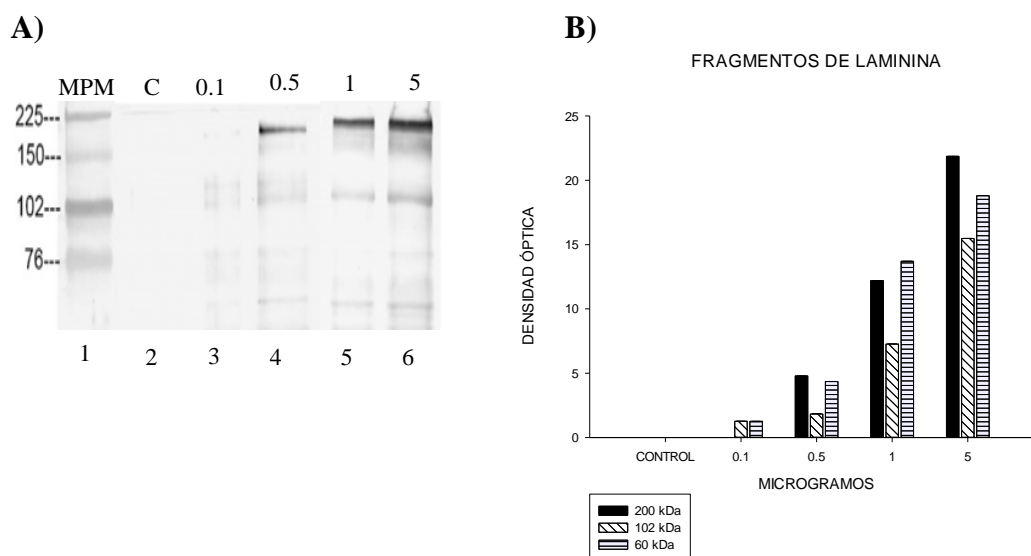 A)
MPM C 0.1 0.5 1 5
225---
150---
102---
76---
1 2 3 4 5 6
B)
FRAGMENTOS DE LAMININA
25
20
15
10
5
0
DENSIDAD ÓPTICA
CONTROL 0.1 0.5 1 5
MICROGRAMOS
200 kDa
102 kDa
60 kDa